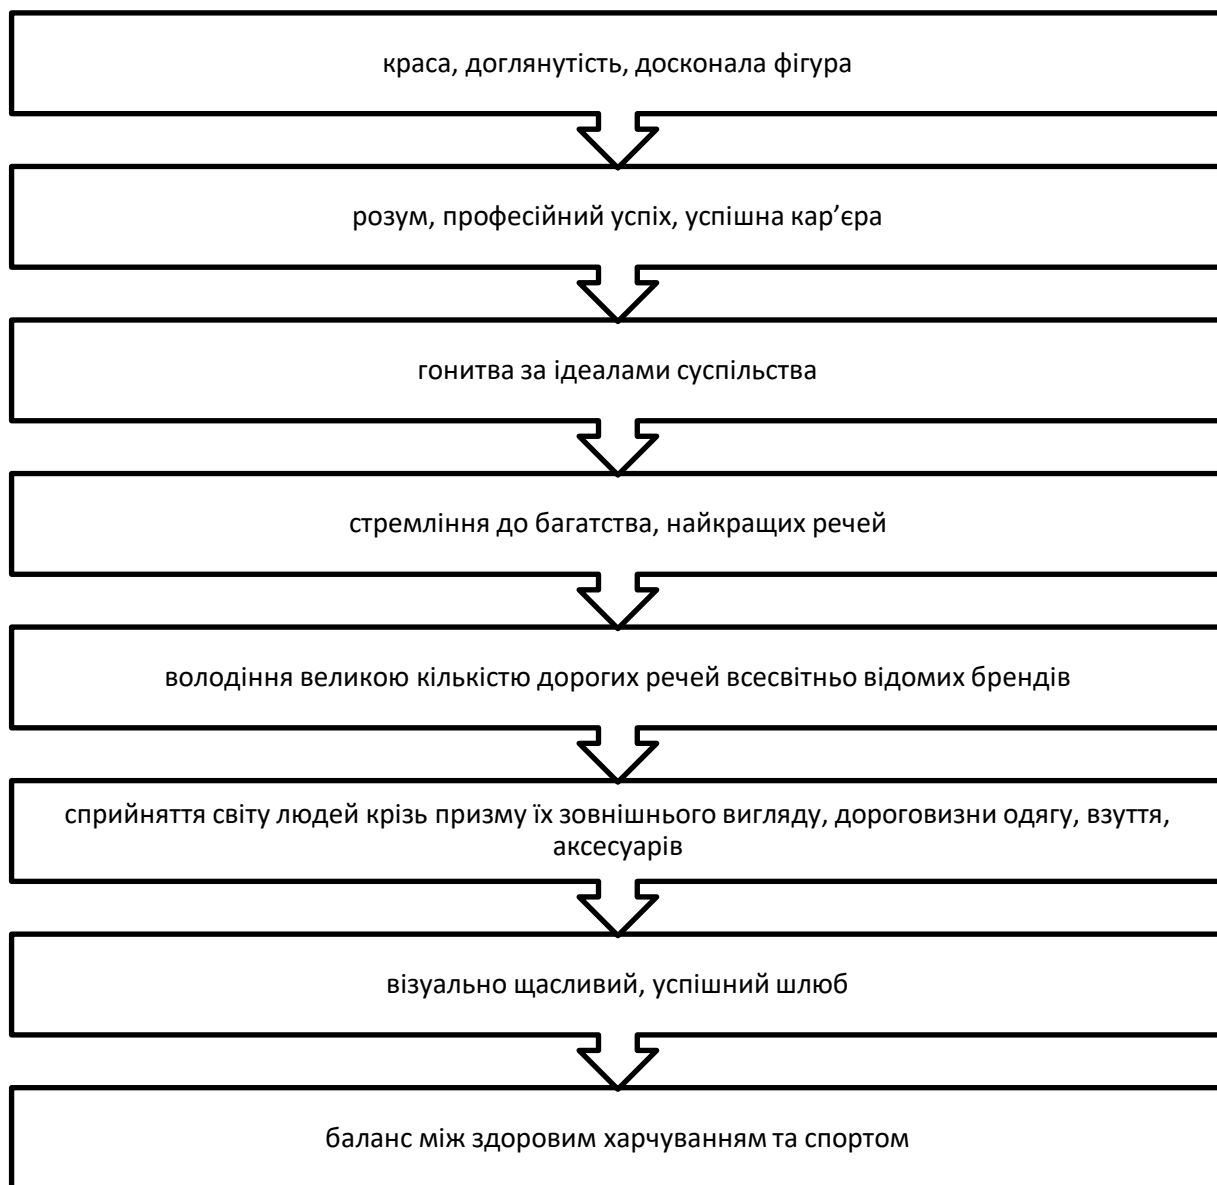 краса, доглянутість, досконала фігура
розум, професійний успіх, успішна кар’єра
гонитва за ідеалами суспільства
стремління до багатства, найкращих речей
володіння великою кількістю дорогих речей всесвітньо відомих брендів
сприйняття світу людей крізь призму їх зовнішнього вигляду, дороговизни одягу, взуття,
аксесуарів
візуально щасливий, успішний шлюб
баланс між здоровим харчуванням та спортом